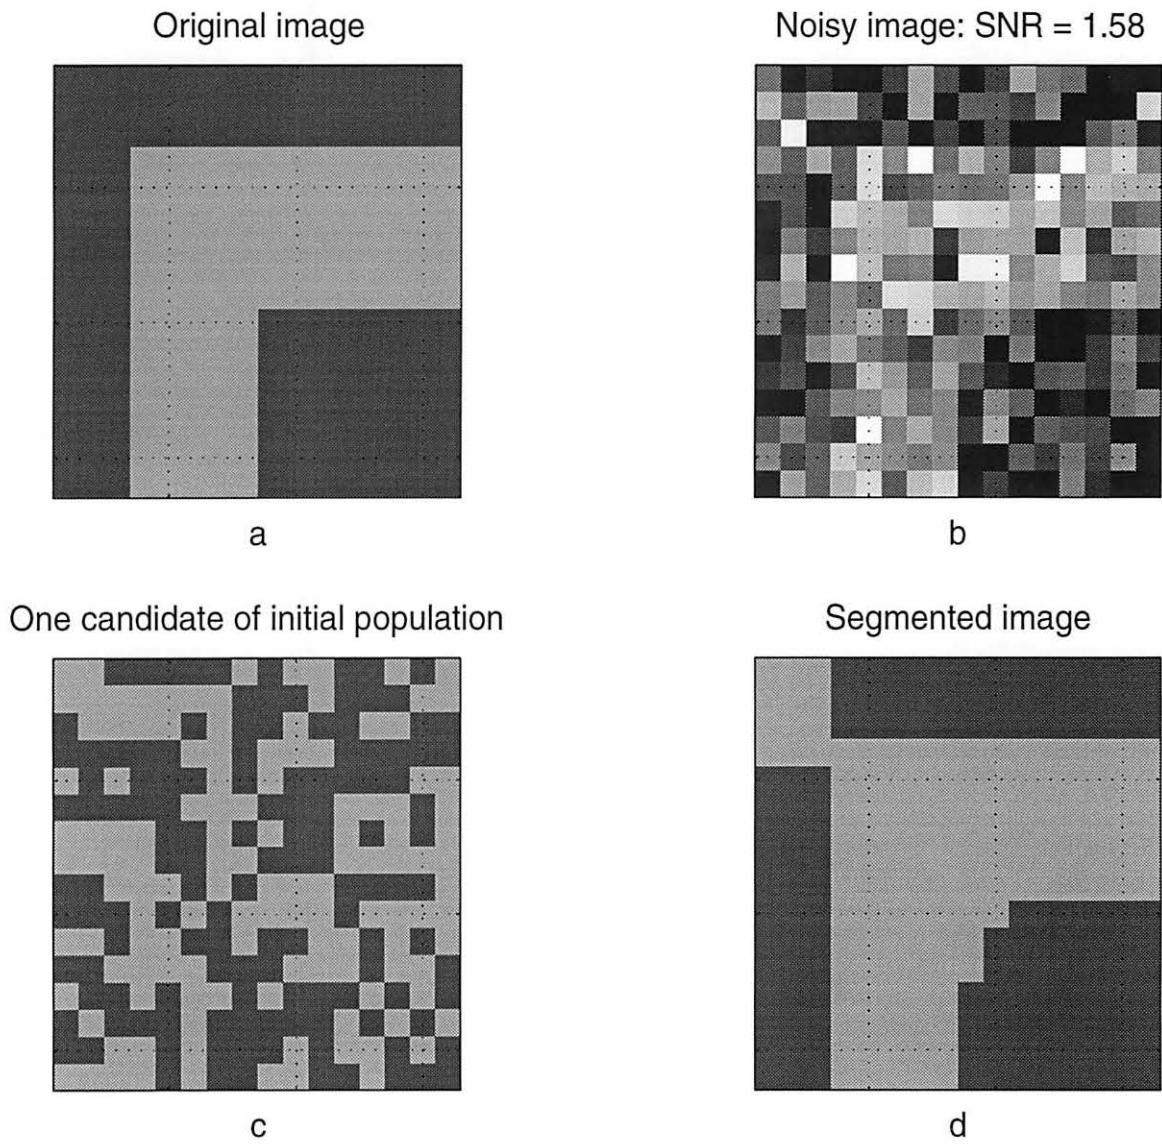 Original image
Noisy image: SNR = 1.58
a
b
One candidate of initial population
Segmented image
c
d